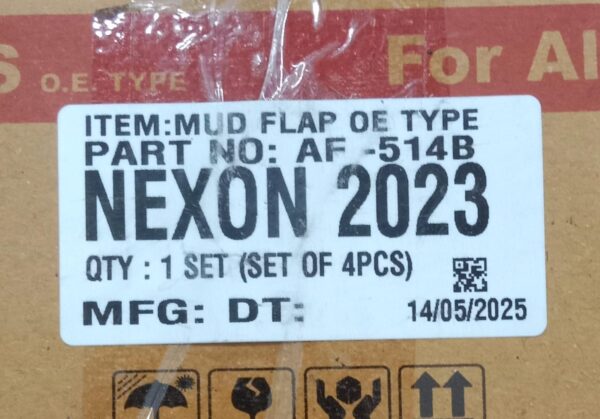 S O.E. TYPE For Al
ITEM:MUD FLAP OE TYPE
PART NO: AF -514B
NEXON 2023
QTY : 1 SET (SET OF 4PCS)
MFG: DT: 14/05/2025